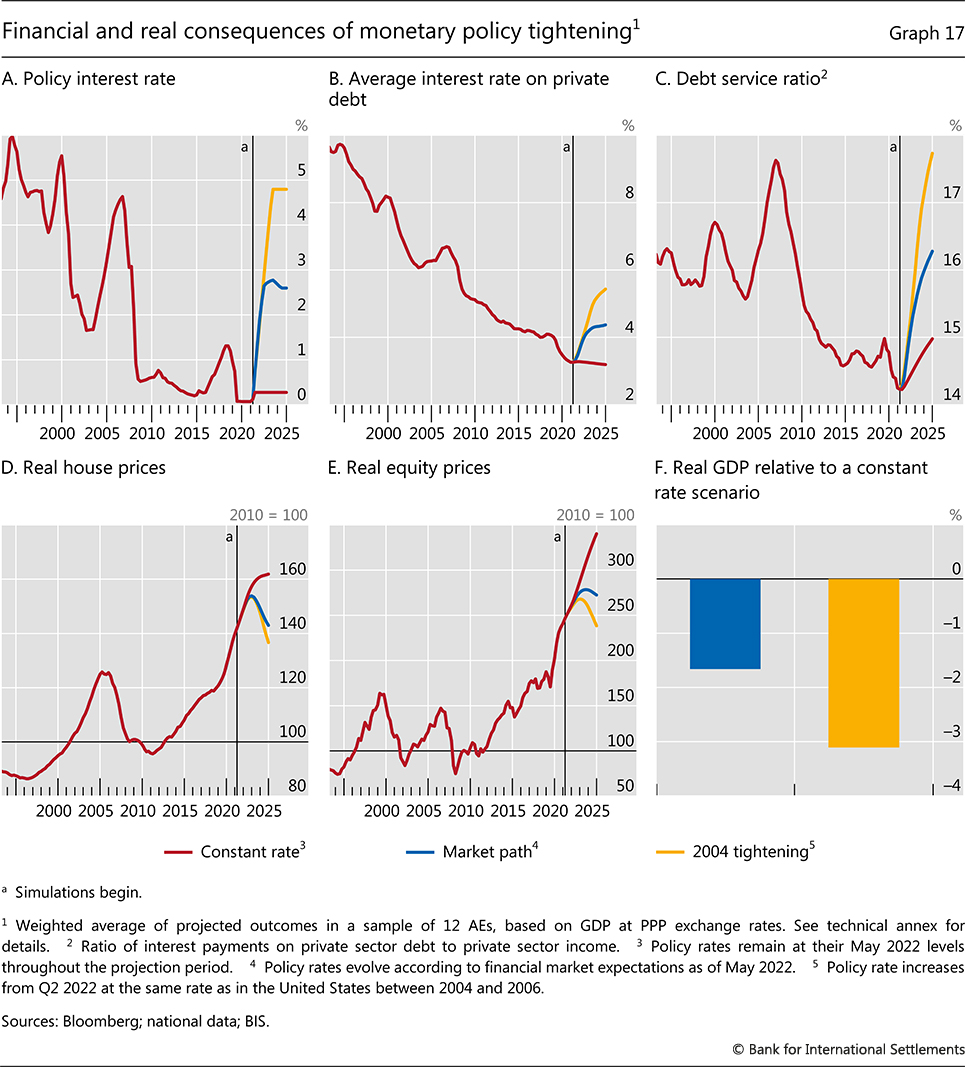 Financial and real consequences of monetary policy tightening1
Graph 17
A. Policy interest rate
B. Average interest rate on private
debt
C. Debt service ratio2
%
%
%
a
a
a
5
4
3
2
1
0
8
6
4
2
17
16
15
14
2000 2005 2010 2015 2020 2025
2000 2005 2010 2015 2020 2025
2000 2005 2010 2015 2020 2025
D. Real house prices
E. Real equity prices
F. Real GDP relative to a constant
rate scenario
2010 = 100
2010 = 100
%
a
a
160
140
120
100
80
300
250
200
150
100
50
0
–1
–2
–3
–4
2000 2005 2010 2015 2020 2025
2000 2005 2010 2015 2020 2025
Constant rate3
Market path4
2004 tightening5
a Simulations begin.
1 Weighted average of projected outcomes in a sample of 12 AEs, based on GDP at PPP exchange rates. See technical annex for
details. 2 Ratio of interest payments on private sector debt to private sector income. 3 Policy rates remain at their May 2022 levels
throughout the projection period. 4 Policy rates evolve according to financial market expectations as of May 2022. 5 Policy rate increases
from Q2 2022 at the same rate as in the United States between 2004 and 2006.
Sources: Bloomberg; national data; BIS.
© Bank for International Settlements